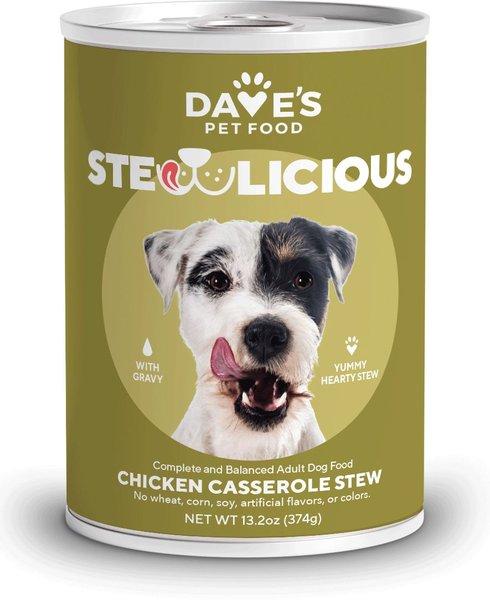 DAVE'S
PET FOOD
STEWLICIOUS
WITH
GRAVY
YUMMY
HEARTY STEW
Complete and Balanced Adult Dog Food
CHICKEN CASSEROLE STEW
No wheat, corn, soy, artificial flavors, or colors.
NET WT 13.2oz (374g)